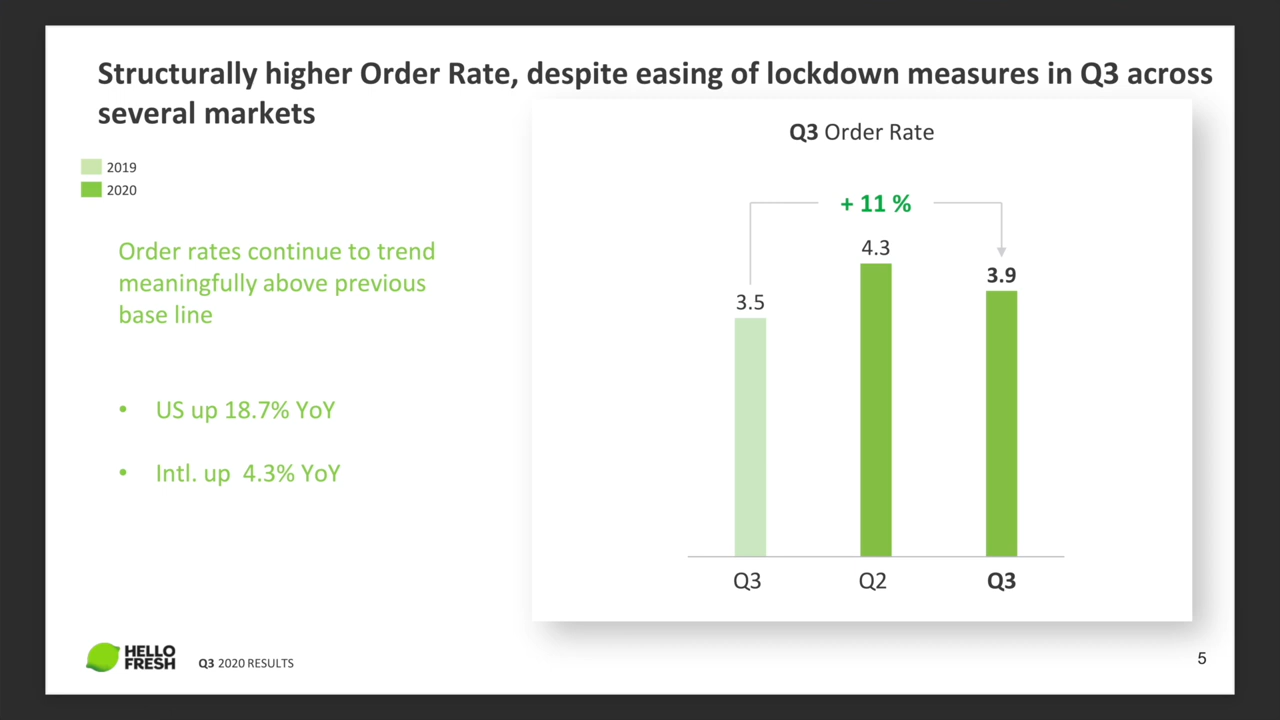 Structurally higher Order Rate, despite easing of lockdown measures in Q3 across
several markets
2019
2020
Order rates continue to trend
meaningfully above previous
base line
• US up 18.7% YoY
• Intl. up  4.3% YoY
Q3 Order Rate
+ 11 %
4.3
3.9
3.5
Q3 Q2 Q3
HELLO
FRESH
Q3 2020 RESULTS
5